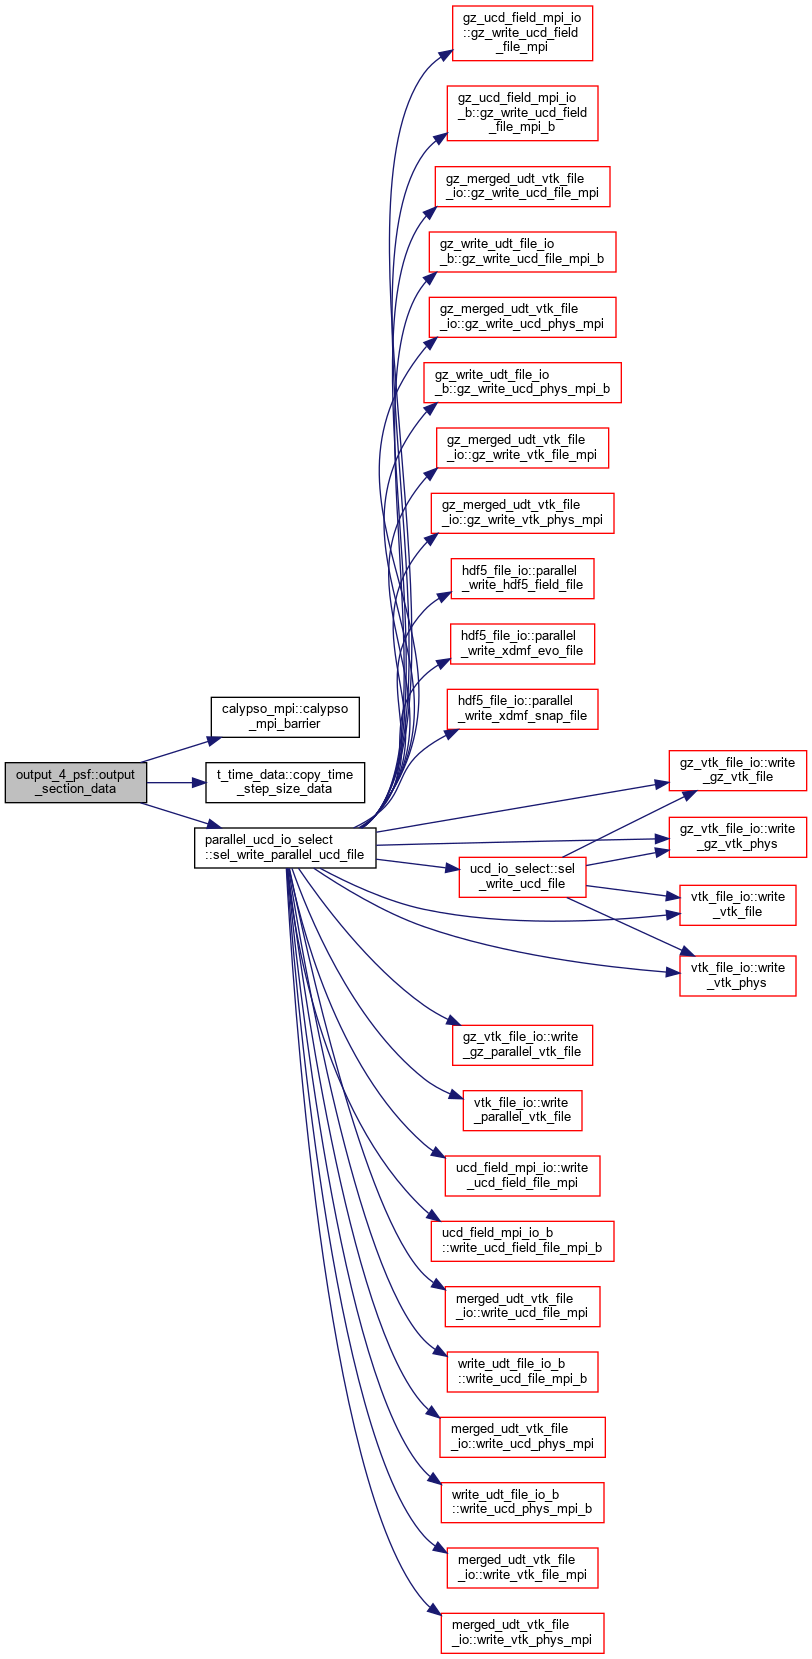 gz_ucd_field_mpi_io
::gz_write_ucd_field
_file_mpi
gz_ucd_field_mpi_io
_b::gz_write_ucd_field
_file_mpi_b
gz_merged_udt_vtk_file
_io::gz_write_ucd_file_mpi
gz_write_udt_file_io
_b::gz_write_ucd_file_mpi_b
gz_merged_udt_vtk_file
_io::gz_write_ucd_phys_mpi
gz_write_udt_file_io
_b::gz_write_ucd_phys_mpi_b
gz_merged_udt_vtk_file
_io::gz_write_vtk_file_mpi
gz_merged_udt_vtk_file
_io::gz_write_vtk_phys_mpi
hdf5_file_io::parallel
_write_hdf5_field_file
hdf5_file_io::parallel
_write_xdmf_evo_file
hdf5_file_io::parallel
_write_xdmf_snap_file
calypso_mpi::calypso
_mpi_barrier
output_4_psf::output
_section_data
t_time_data::copy_time
_step_size_data
parallel_ucd_io_select
::sel_write_parallel_ucd_file
gz_vtk_file_io::write
_gz_vtk_file
gz_vtk_file_io::write
_gz_vtk_phys
ucd_io_select::sel
_write_ucd_file
vtk_file_io::write
_vtk_file
vtk_file_io::write
_vtk_phys
gz_vtk_file_io::write
_gz_parallel_vtk_file
vtk_file_io::write
_parallel_vtk_file
ucd_field_mpi_io::write
_ucd_field_file_mpi
ucd_field_mpi_io_b
::write_ucd_field_file_mpi_b
merged_udt_vtk_file
_io::write_ucd_file_mpi
write_udt_file_io_b
::write_ucd_file_mpi_b
merged_udt_vtk_file
_io::write_ucd_phys_mpi
write_udt_file_io_b
::write_ucd_phys_mpi_b
merged_udt_vtk_file
_io::write_vtk_file_mpi
merged_udt_vtk_file
_io::write_vtk_phys_mpi